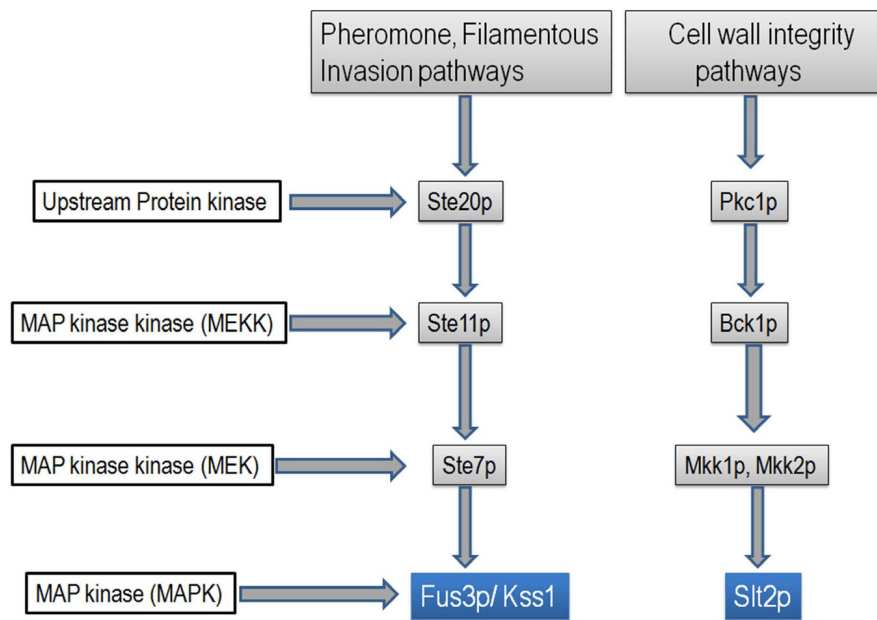 Pheromone, Filamentous
Invasion pathways
Cell wall integrity
pathways
Upstream Protein kinase
Ste20p
Pkc1p
MAP kinase kinase (MEKK)
Ste11p
Bck1p
MAP kinase kinase (MEK)
Ste7p
Mkk1p, Mkk2p
MAP kinase (MAPK)
Fus3p/ Kss1
Slt2p